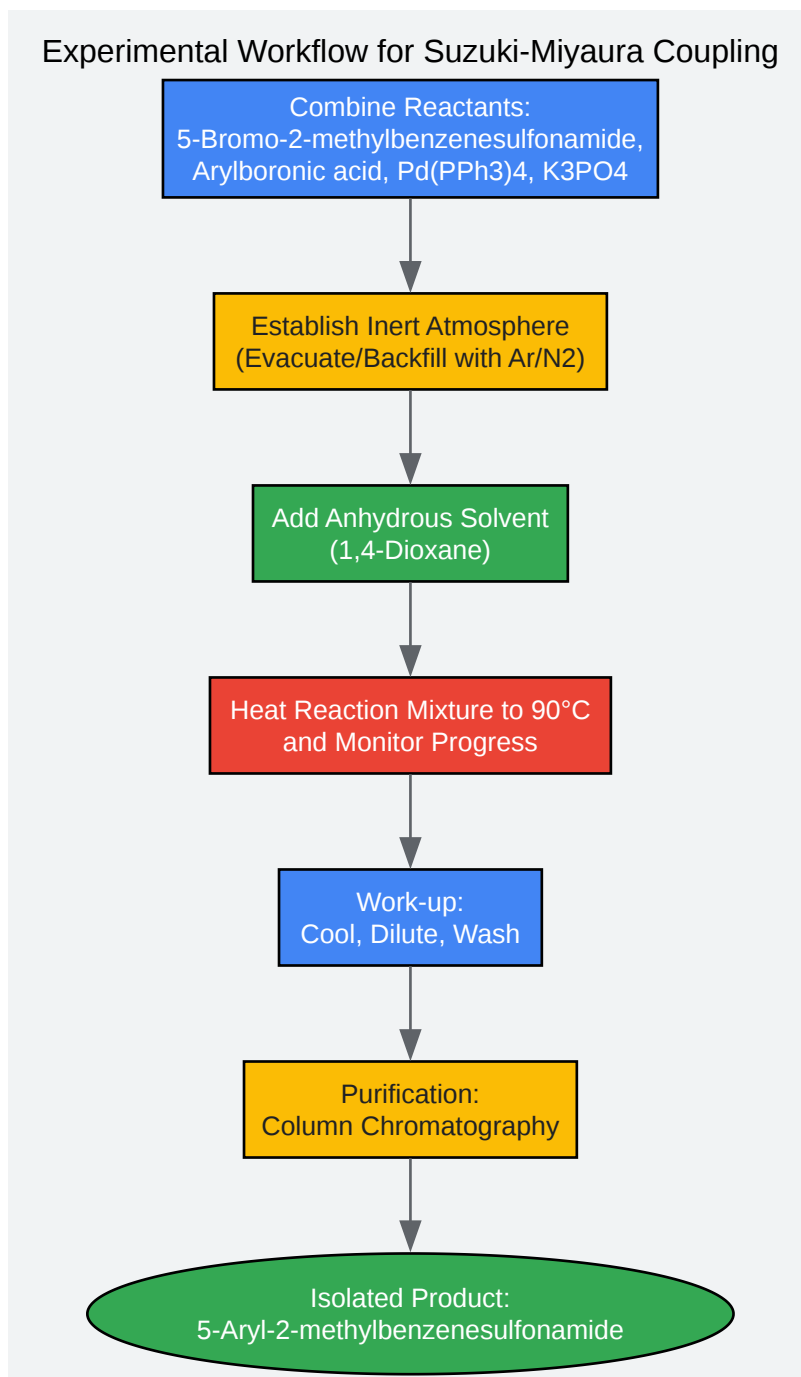 Experimental Workflow for Suzuki-Miyaura Coupling
Combine Reactants:
5-Bromo-2-methylbenzenesulfonamide,
Arylboronic acid, Pd(PPh3)4, K3PO4
Establish Inert Atmosphere
(Evacuate/Backfill with Ar/N2)
Add Anhydrous Solvent
(1,4-Dioxane)
Heat Reaction Mixture to 90°C
and Monitor Progress
Work-up:
Cool, Dilute, Wash
Purification:
Column Chromatography
Isolated Product:
5-Aryl-2-methylbenzenesulfonamide